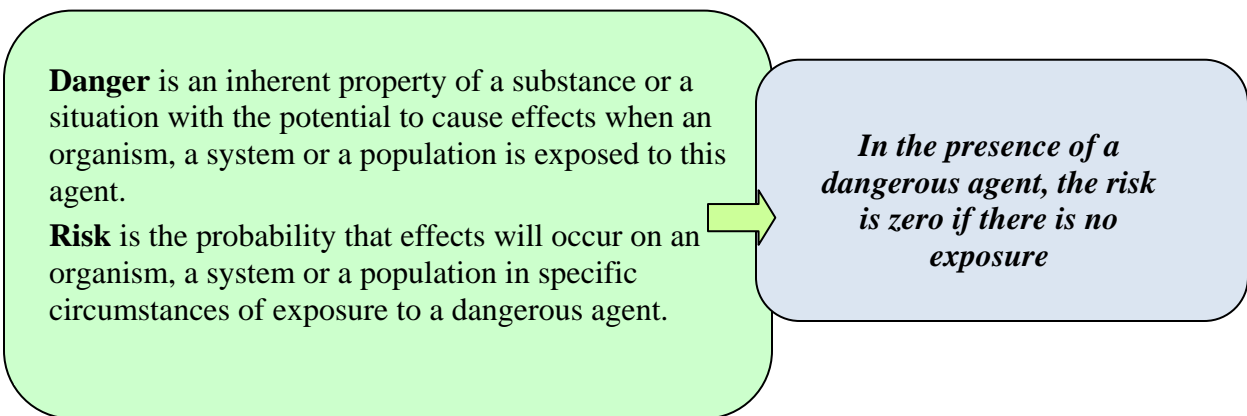 Danger is an inherent property of a substance or a
situation with the potential to cause effects when an
organism, a system or a population is exposed to this
agent.
Risk is the probability that effects will occur on an
organism, a system or a population in specific
circumstances of exposure to a dangerous agent.
In the presence of a
dangerous agent, the risk
is zero if there is no
exposure